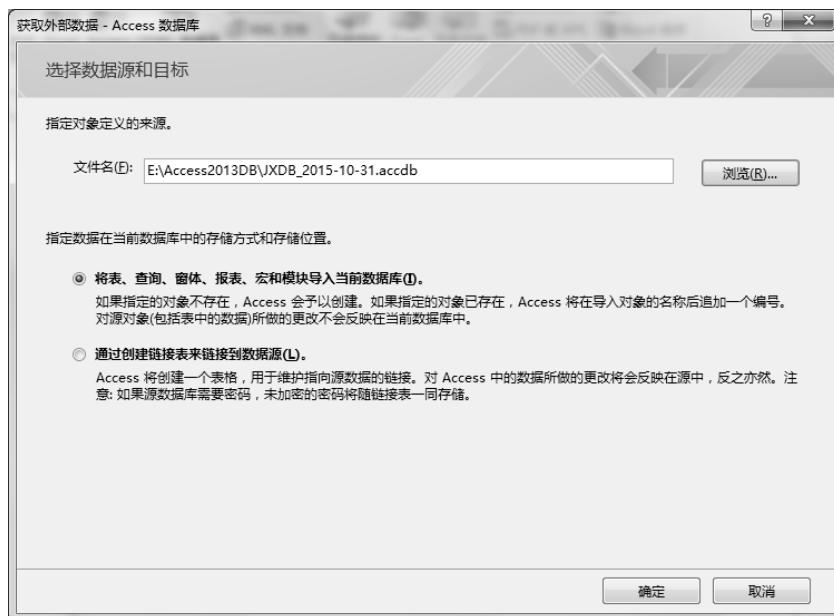 获取外部数据 - Access 数据库
选择数据源和目标
指定对象定义的来源。
文件名(F):
E:\Access2013DB\JXDB_2015-10-31.accdb
浏览(R)...
指定数据在当前数据库中的存储方式和存储位置。
将表、查询、窗体、报表、宏和模块导入当前数据库(I)。
如果指定的对象不存在，Access 会予以创建。如果指定的对象已存在，Access 将在导入对象的名称后追加一个编号。
对源对象(包括表中的数据)所做的更改不会反映在当前数据库中。
通过创建链接表来链接到数据源(L)。
Access 将创建一个表格，用于维护指向源数据的链接。对 Access 中的数据所做的更改将会反映在源中，反之亦然。注
意: 如果源数据库需要密码，未加密的密码将随链接表一同存储。
确定
取消